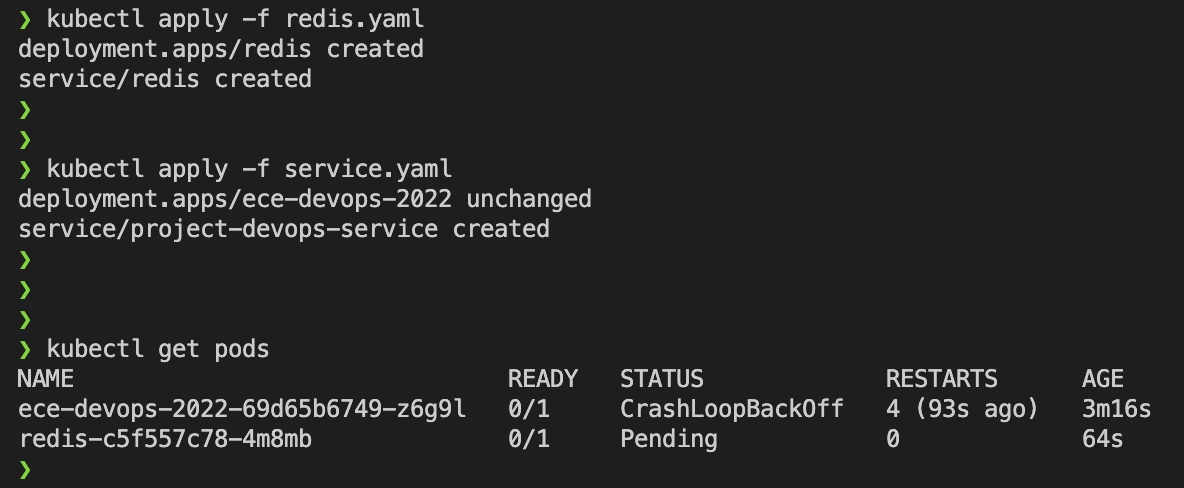 ❯ kubectl apply -f redis.yaml
deployment.apps/redis created
service/redis created
❯
❯
❯ kubectl apply -f service.yaml
deployment.apps/ece-devops-2022 unchanged
service/project-devops-service created
❯
❯
❯
❯ kubectl get pods
NAME READY STATUS RESTARTS AGE
ece-devops-2022-69d65b6749-z6g9l 0/1 CrashLoopBackOff 4 (93s ago) 3m16s
redis-c5f557c78-4m8mb 0/1 Pending 0 64s
❯